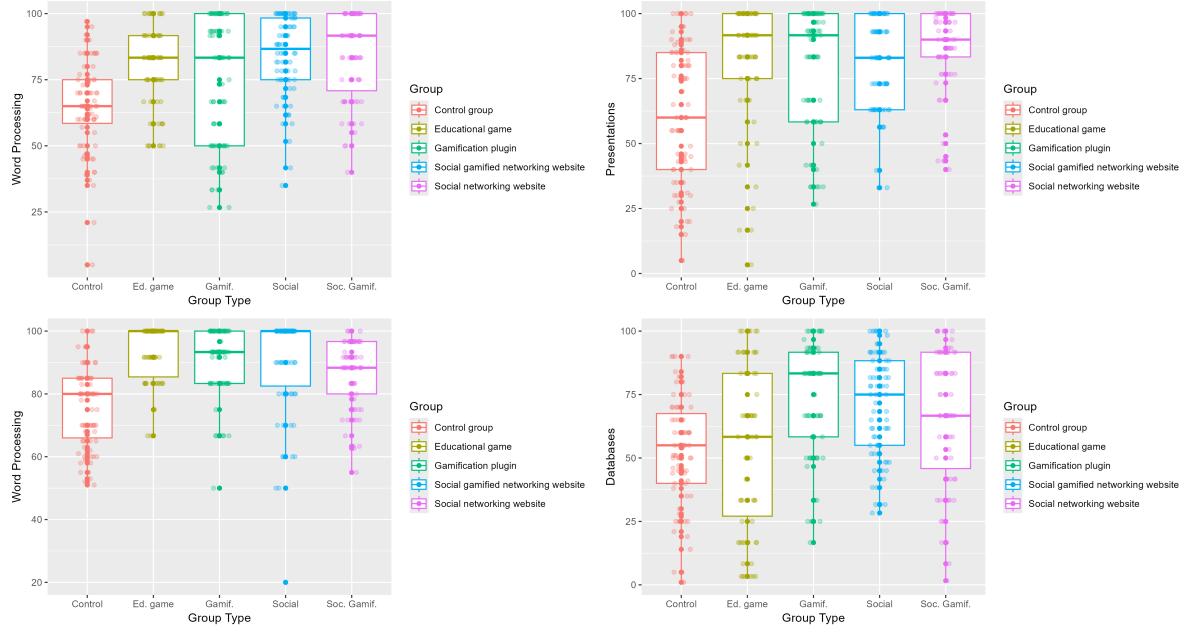 Word Processing
100
75
50
25
Control
Ed. game
Gamif.
Social
Soc. Gamif.
Group Type
Group
Control group
Educational game
Gamification plugin
Social gamified networking website
Social networking website
Presentations
100
75
50
25
0
Control
Ed. game
Gamif.
Social
Soc. Gamif.
Group Type
Group
Control group
Educational game
Gamification plugin
Social gamified networking website
Social networking website
Word Processing
100
80
60
40
20
Control
Ed. game
Gamif.
Social
Soc. Gamif.
Group Type
Group
Control group
Educational game
Gamification plugin
Social gamified networking website
Social networking website
Databases
100
75
50
25
0
Control
Ed. game
Gamif.
Social
Soc. Gamif.
Group Type
Group
Control group
Educational game
Gamification plugin
Social gamified networking website
Social networking website